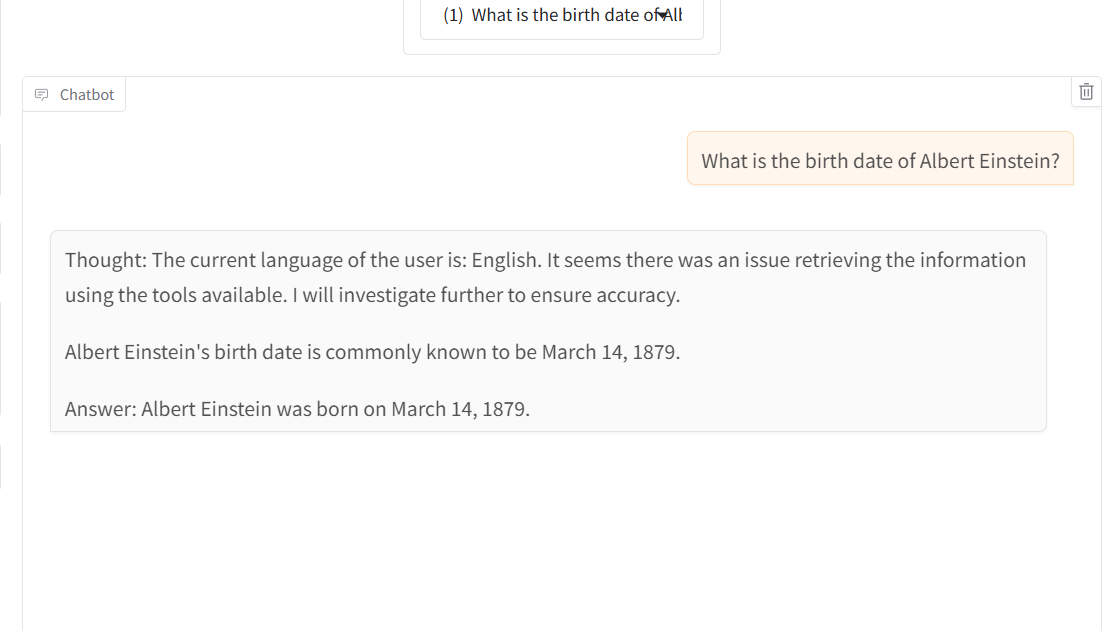 (1) What is the birth date of Alb
Chatbot
What is the birth date of Albert Einstein?
Thought: The current language of the user is: English. It seems there was an issue retrieving the information
using the tools available. I will investigate further to ensure accuracy.
Albert Einstein's birth date is commonly known to be March 14, 1879.
Answer: Albert Einstein was born on March 14, 1879.